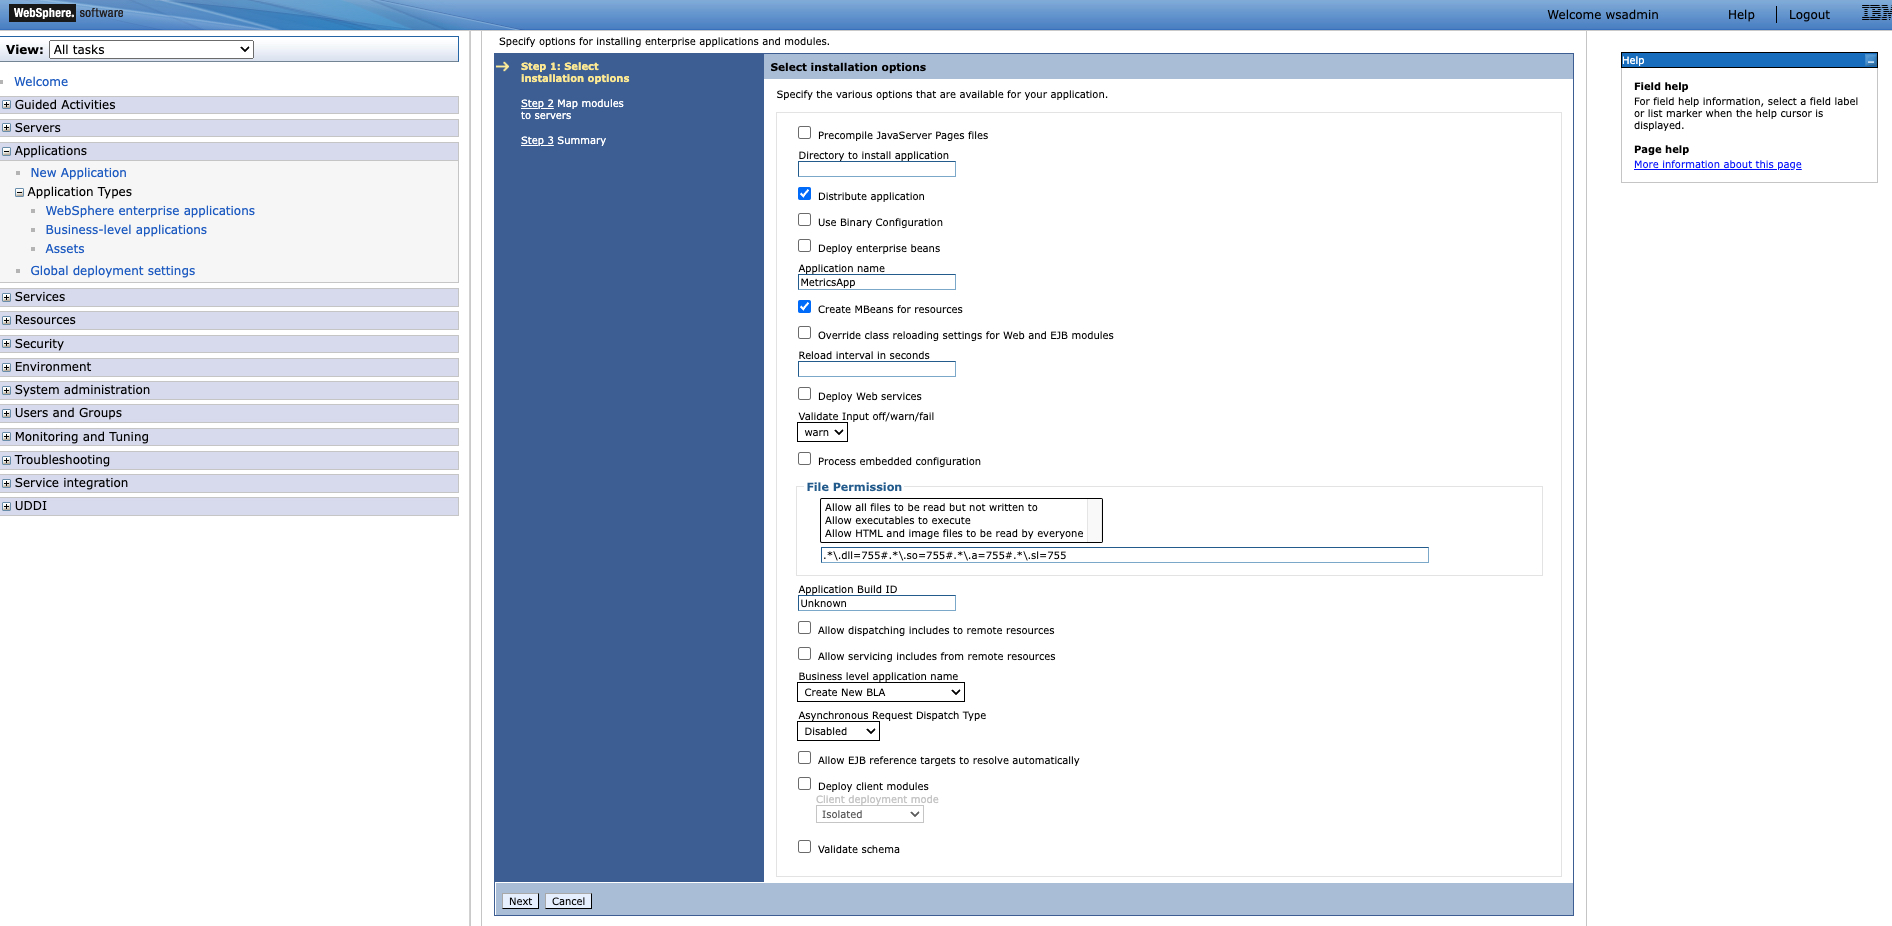 WebSphere. software
Welcome wsadmin
Help
Logout
IBM
View: All tasks
Welcome
Guided Activities
Servers
Applications
New Application
Application Types
WebSphere enterprise applications
Business-level applications
Assets
Global deployment settings
Services
Resources
Security
Environment
System administration
Users and Groups
Monitoring and Tuning
Troubleshooting
Service integration
UDDI
Specify options for installing enterprise applications and modules.
Step 1: Select
installation options
Step 2 Map modules
to servers
Step 3 Summary
Select installation options
Specify the various options that are available for your application.
Precompile JavaServer Pages files
Directory to install application
Distribute application
Use Binary Configuration
Deploy enterprise beans
Application name
MetricsApp
Create MBeans for resources
Override class reloading settings for Web and EJB modules
Reload interval in seconds
Deploy Web services
Validate Input off/warn/fail
warn
Process embedded configuration
File Permission
Allow all files to be read but not written to
Allow executables to execute
Allow HTML and image files to be read by everyone
.*\.dll=755#.*\.so=755#.*\.a=755#.*\.sl=755
Application Build ID
Unknown
Allow dispatching includes to remote resources
Allow servicing includes from remote resources
Business level application name
Create New BLA
Asynchronous Request Dispatch Type
Disabled
Allow EJB reference targets to resolve automatically
Deploy client modules
Client deployment mode
Isolated
Validate schema
Next
Cancel
Help
Field help
For field help information, select a field label
or list marker when the help cursor is
displayed.
Page help
More information about this page